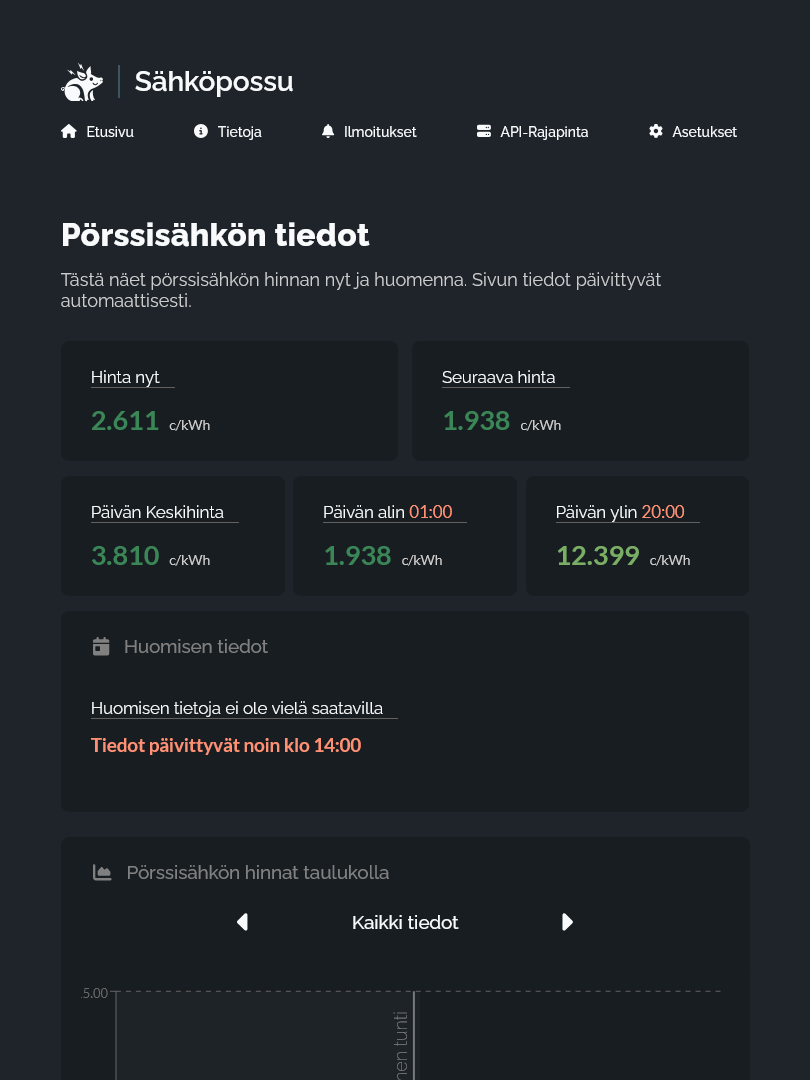 Sähköpossu
Etusivu Tietoja Ilmoitukset API-Rajapinta Asetukset
Pörssisähkön tiedot
Tästä näet pörssisähkön hinnan nyt ja huomenna. Sivun tiedot päivittyvät
automaattisesti.
Hinta nyt
2.611 c/kWh
Seuraava hinta
1.938 c/kWh
Päivän Keskihinta
3.810 c/kWh
Päivän alin 01:00
1.938 c/kWh
Päivän ylin 20:00
12.399 c/kWh
Huomisen tiedot
Huomisen tietoja ei ole vielä saatavilla
Tiedot päivittyvät noin klo 14:00
Pörssisähkön hinnat taulukolla
Kaikki tiedot
5.00
tunti